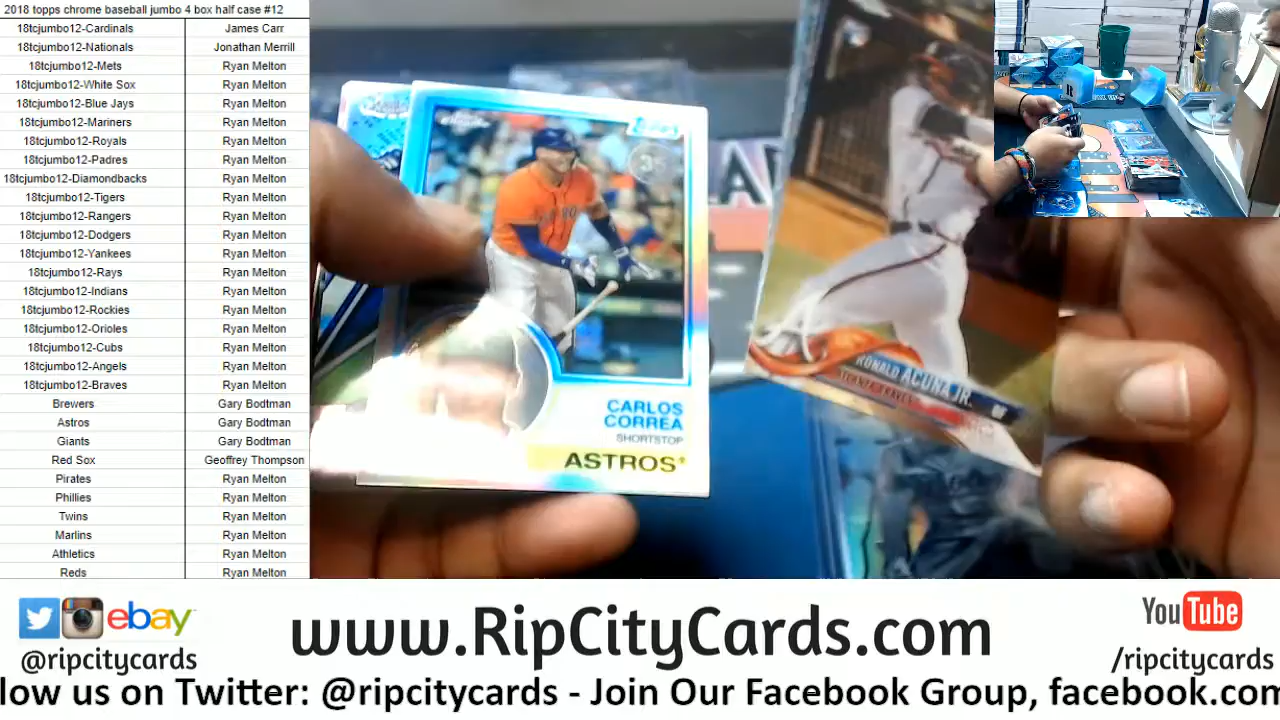 2018 topps chrome baseball jumbo 4 box half case #12
18tcjumbo12-Cardinals James Carr
18tcjumbo12-Nationals Jonathan Merrill
18tcjumbo12-Mets Ryan Melton
18tcjumbo12-White Sox Ryan Melton
18tcjumbo12-Blue Jays Ryan Melton
18tcjumbo12-Mariners Ryan Melton
18tcjumbo12-Royals Ryan Melton
18tcjumbo12-Padres Ryan Melton
18tcjumbo12-Diamondbacks Ryan Melton
18tcjumbo12-Tigers Ryan Melton
18tcjumbo12-Rangers Ryan Melton
18tcjumbo12-Dodgers Ryan Melton
18tcjumbo12-Yankees Ryan Melton
18tcjumbo12-Rays Ryan Melton
18tcjumbo12-Indians Ryan Melton
18tcjumbo12-Rockies Ryan Melton
18tcjumbo12-Orioles Ryan Melton
18tcjumbo12-Cubs Ryan Melton
18tcjumbo12-Angels Ryan Melton
18tcjumbo12-Braves Ryan Melton
Brewers Gary Bodtman
Astros Gary Bodtman
Giants Gary Bodtman
Red Sox Geoffrey Thompson
Pirates Ryan Melton
Phillies Ryan Melton
Twins Ryan Melton
Marlins Ryan Melton
Athletics Ryan Melton
Reds Ryan Melton
CARLOS
CORREA
SHORTSTOP
ASTROS
RONALD ACUÑA JR. OF
ebay
@ripcitycards
www.RipCityCards.com
YouTube
/ripcitycards
low us on Twitter: @ripcitycards - Join Our Facebook Group, facebook.com